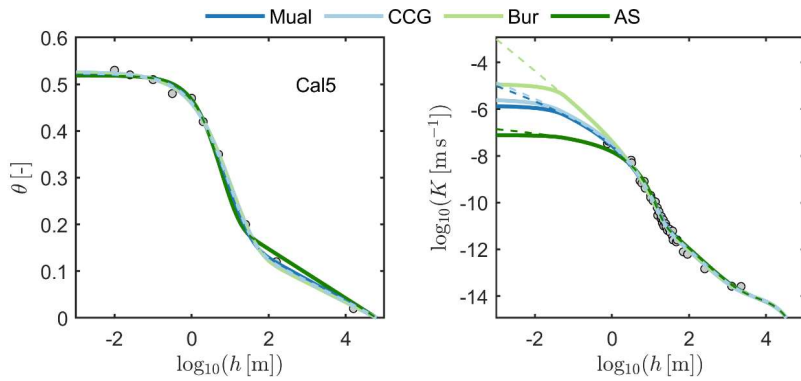 Mual CCG Bur AS
0.6
0.5
0.4
0.3
0.2
0.1
0
θ [-]
Cal5
-2 0 2 4
log₁₀(h [m])
-4
-6
-8
-10
-12
-14
log₁₀(K [m s⁻¹])
-2 0 2 4
log₁₀(h [m])